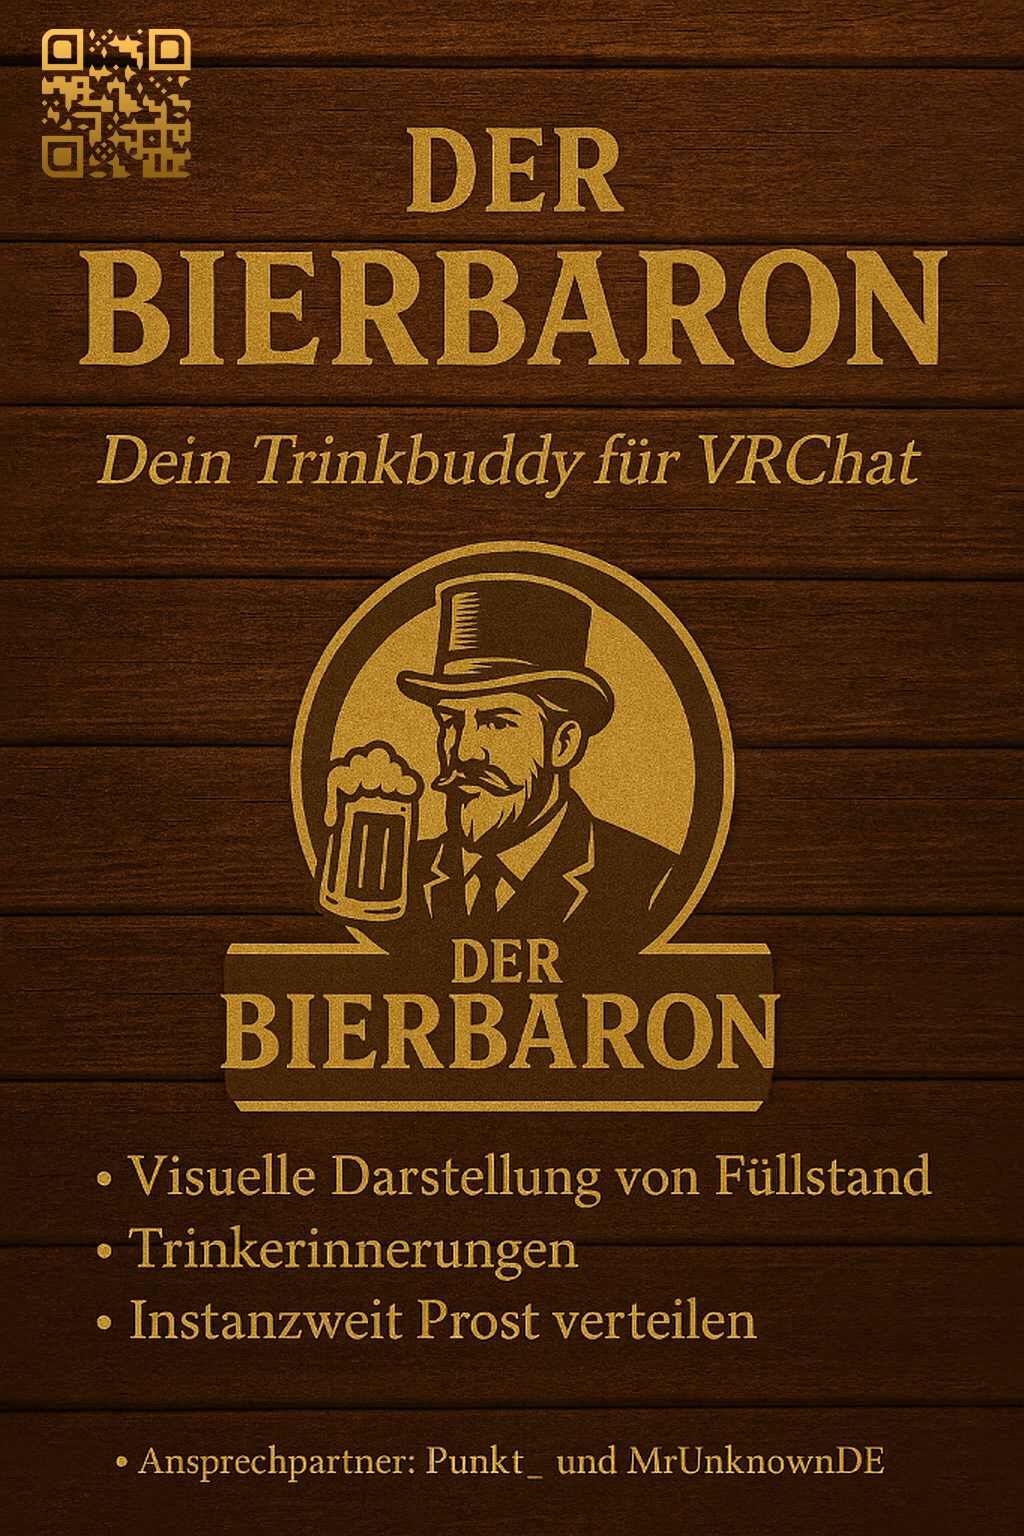 DER
BIERBARON
Dein Trinkbuddy für VRChat
DER
BIERBARON
• Visuelle Darstellung von Füllstand
• Trinkerinnerungen
• Instanzweit Prost verteilen
• Ansprechpartner: Punkt_ und MrUnknownDE